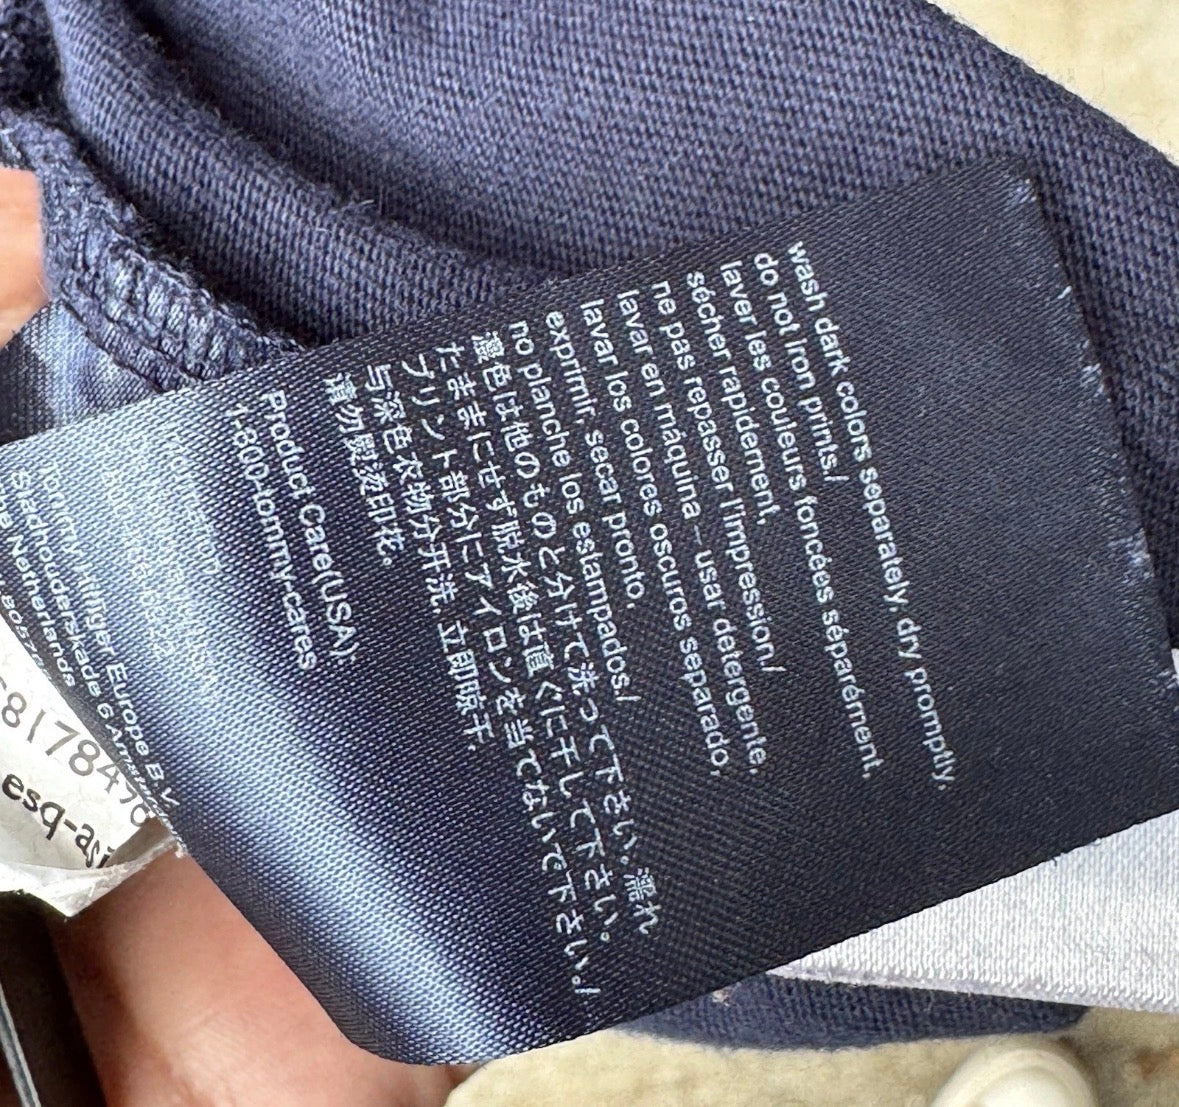 wash dark colors separately, dry promptly,
do not iron prints./
laver les couleurs foncées séparément,
sécher rapidement,
ne pas repasser l'impression/
lavar en máquina – usar detergente,
lavar los colores oscuros separado,
exprimir, secar pronto,
no planche los estampados./
濃色は他のものと分けて洗って下さい。濡れ
たままにせず脱水後は直ぐに干して下さい。
プリント部分にアイロンを当てないで下さい。/
与深色衣物分开洗, 立即晾干,
请勿熨烫印花。
Product Care(USA):
1-800-tommy-cares
Tommy Hilfiger Europe B.V.
Stadhouderskade 6
Netherlands